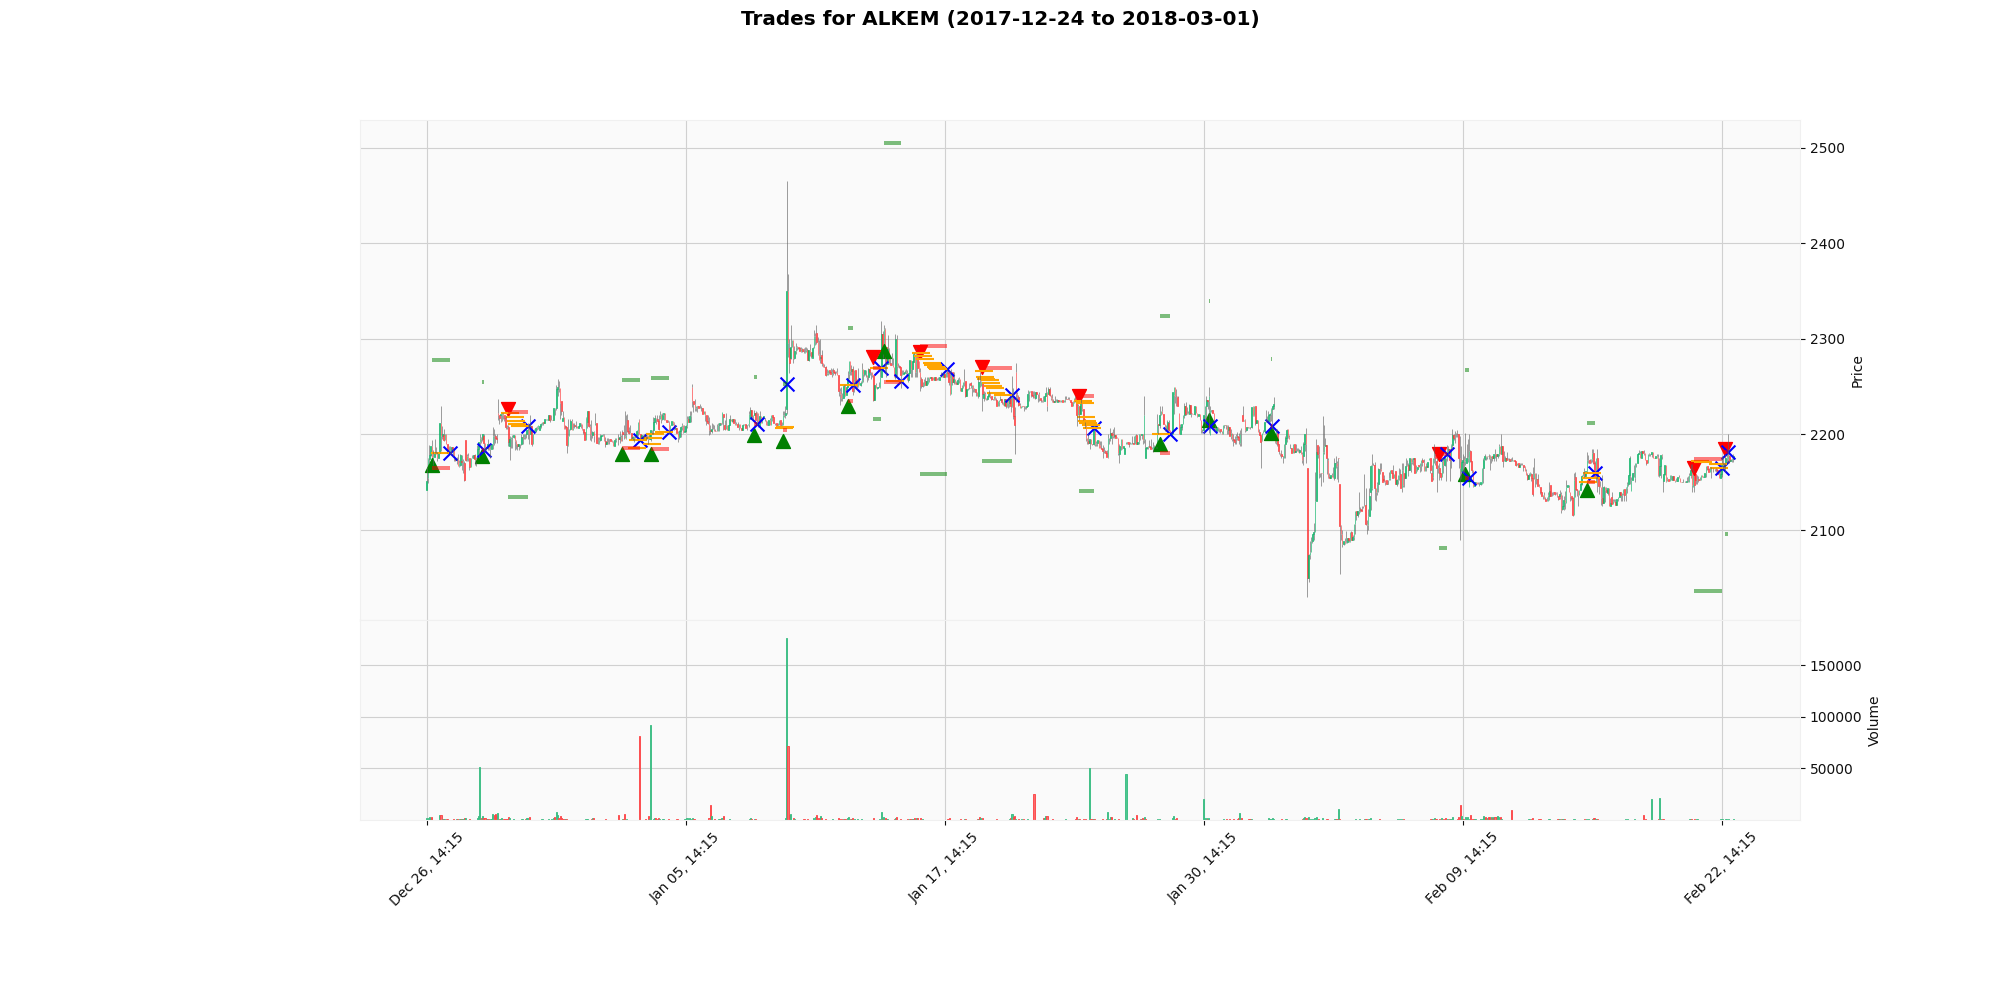 Trades for ALKEM (2017-12-24 to 2018-03-01)
2500
2400
2300
2200
2100
Price
150000
100000
50000
Volume
Dec 26, 14:15
Jan 05, 14:15
Jan 17, 14:15
Jan 30, 14:15
Feb 09, 14:15
Feb 22, 14:15